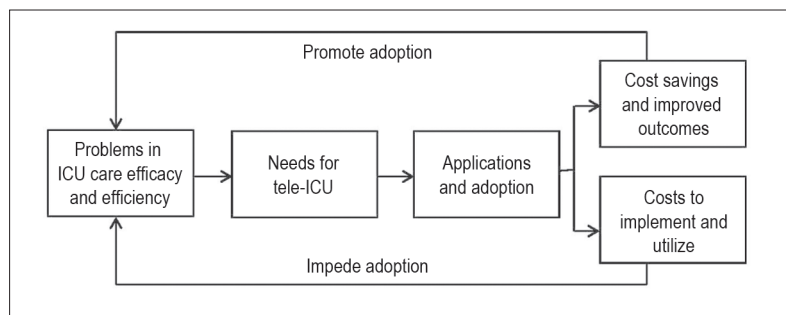 Promote adoption
Cost savings
and improved
outcomes
Problems in
ICU care efficacy
and efficiency
Needs for
tele-ICU
Applications
and adoption
Costs to
implement and
utilize
Impede adoption